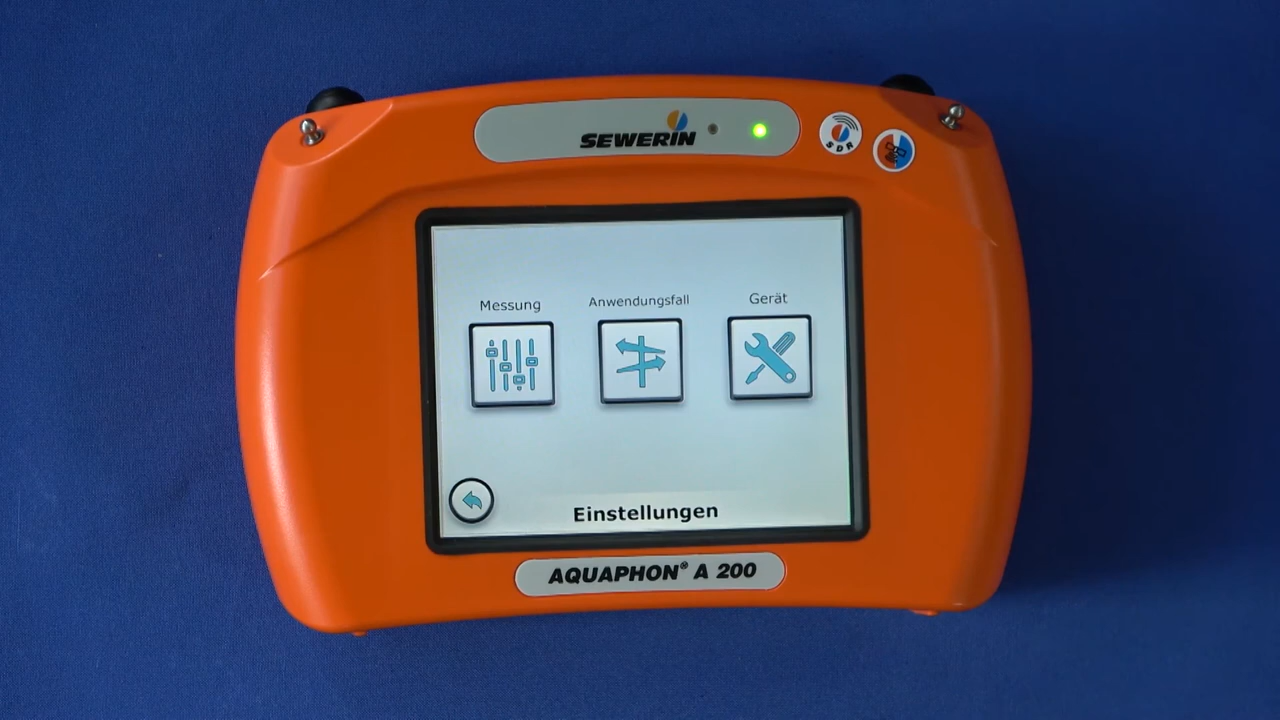 SEWERIN
SDR
Messung
Anwendungsfall
Gerät
Einstellungen
AQUAPHON® A 200